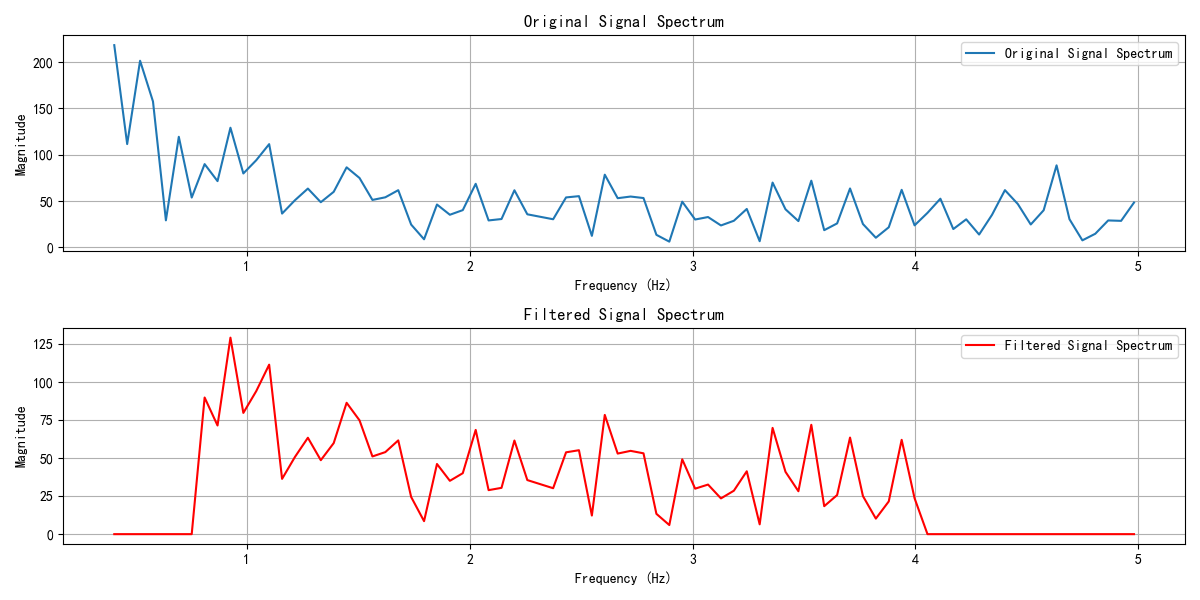 Original Signal Spectrum
Original Signal Spectrum
Magnitude
200
150
100
50
0
1
2
3
4
5
Frequency (Hz)
Filtered Signal Spectrum
Filtered Signal Spectrum
Magnitude
125
100
75
50
25
0
1
2
3
4
5
Frequency (Hz)